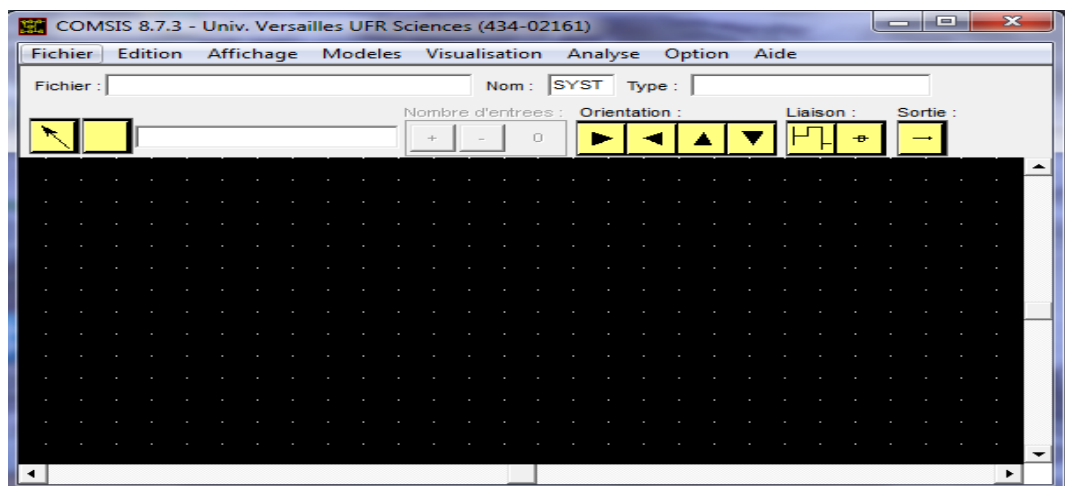 COMSIS 8.7.3 - Univ. Versailles UFR Sciences (434-02161)
Fichier Edition Affichage Modeles Visualisation Analyse Option Aide
Fichier : Nom : SYST Type :
Nombre d'entrees : Orientation : Liaison : Sortie :
+ - 0